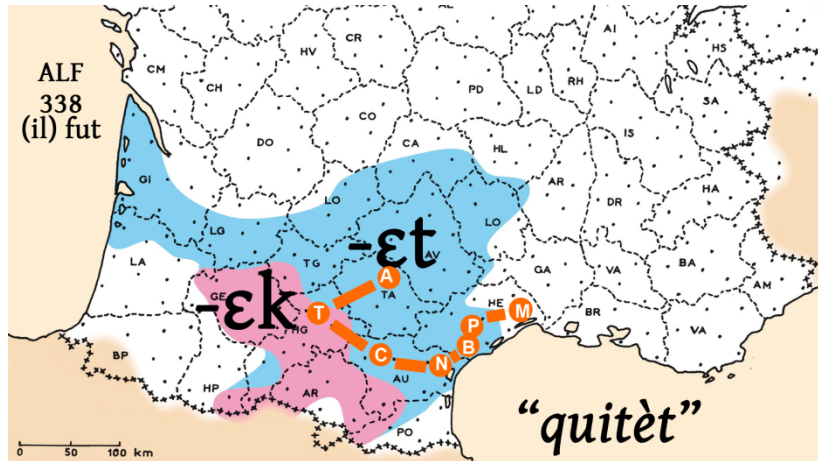 ALF
338
(il) fut
CR
HV
AI
HS
CM
CH
PD
LD
RH
SA
CO
DO
CA
HL
IS
GI
AR
HA
LO
DR
LO
LG
-ɛt
AV
LA
TG
GA
VA
BA
AM
A
TA
GE
-ɛk
HG
T
HE
M
BR
P
VA
BP
C
B
N
HP
AR
AU
PO
"quitèt"
0 50 100 km